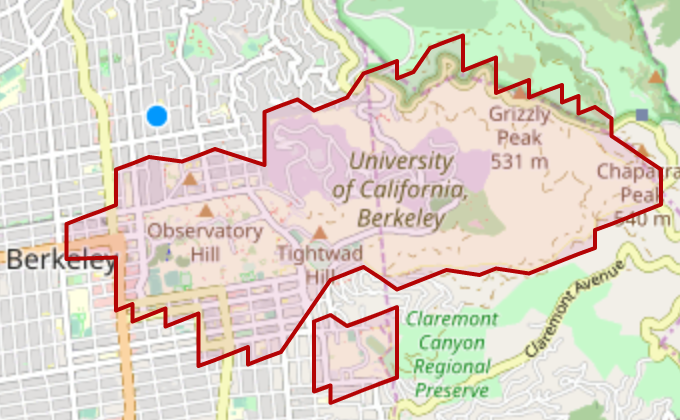 Grizzly
Peak
531 m
University
of California,
Berkeley
Chaparra
Peak
540 m
Observatory
Hill
Tightwad
Hill
Berkeley
Claremont Avenue
Claremont
Canyon
Regional
Preserve